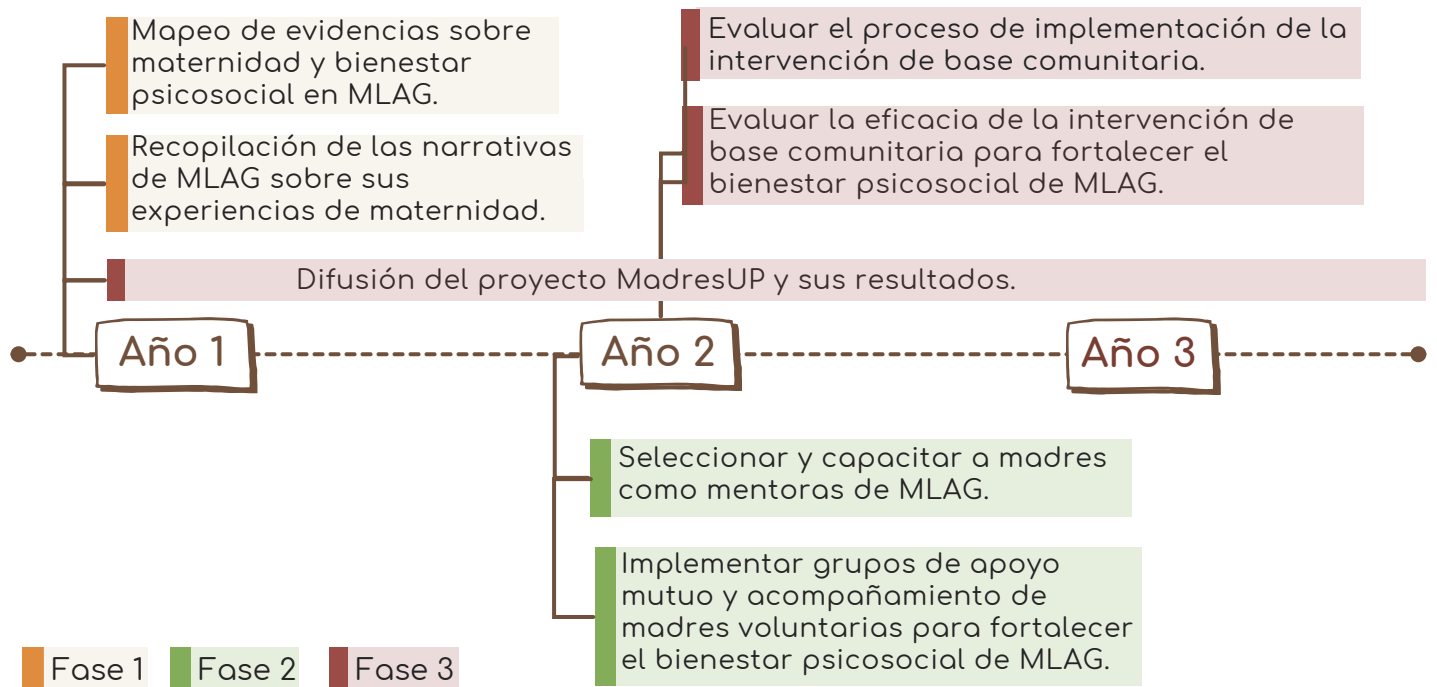 Mapeo de evidencias sobre
maternidad y bienestar
psicosocial en MLAG.
Recopilación de las narrativas
de MLAG sobre sus
experiencias de maternidad.
Evaluar el proceso de implementación de la
intervención de base comunitaria.
Evaluar la eficacia de la intervención de
base comunitaria para fortalecer el
bienestar psicosocial de MLAG.
Difusión del proyecto MadresUP y sus resultados.
Año 1
Año 2
Año 3
Seleccionar y capacitar a madres
como mentoras de MLAG.
Implementar grupos de apoyo
mutuo y acompañamiento de
madres voluntarias para fortalecer
el bienestar psicosocial de MLAG.
Fase 1
Fase 2
Fase 3